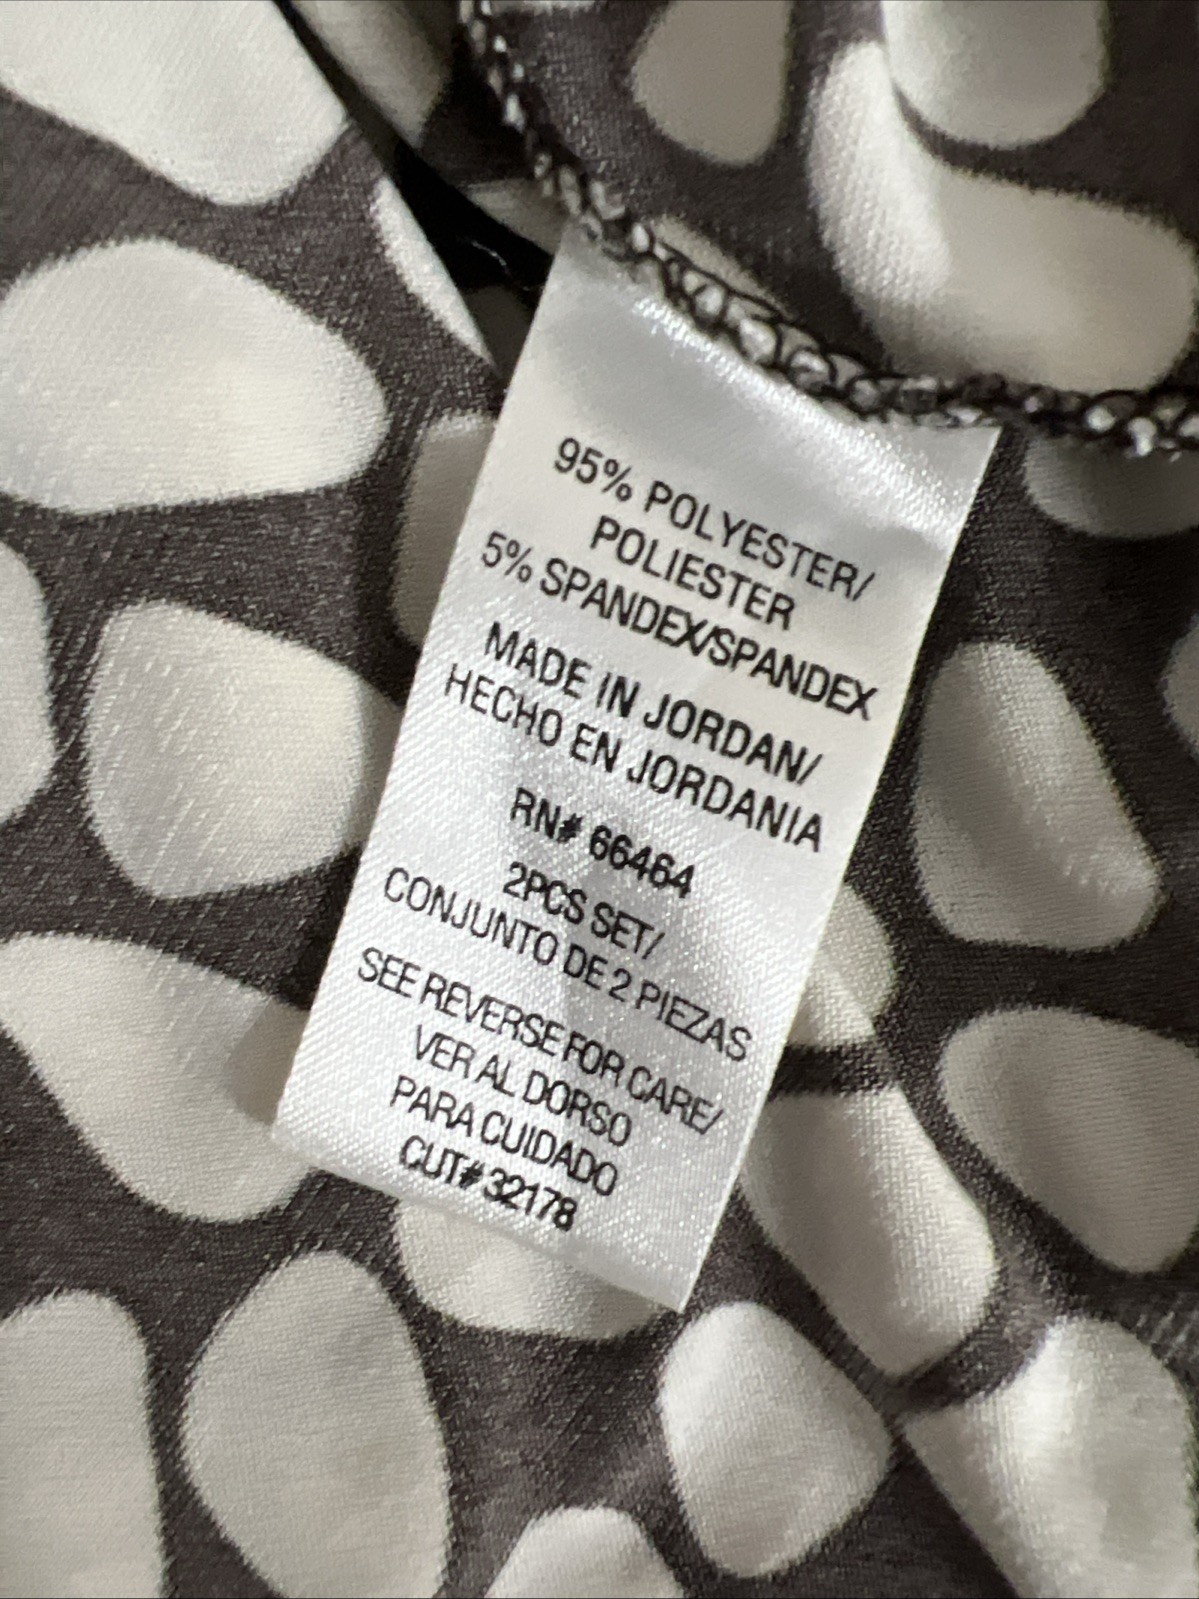 95% POLYESTER/
POLIESTER
5% SPANDEX/SPANDEX
MADE IN JORDAN/
HECHO EN JORDANIA
RN# 66464
2PCS SET/
CONJUNTO DE 2 PIEZAS
SEE REVERSE FOR CARE/
VER AL DORSO
PARA CUIDADO
CUT# 32178